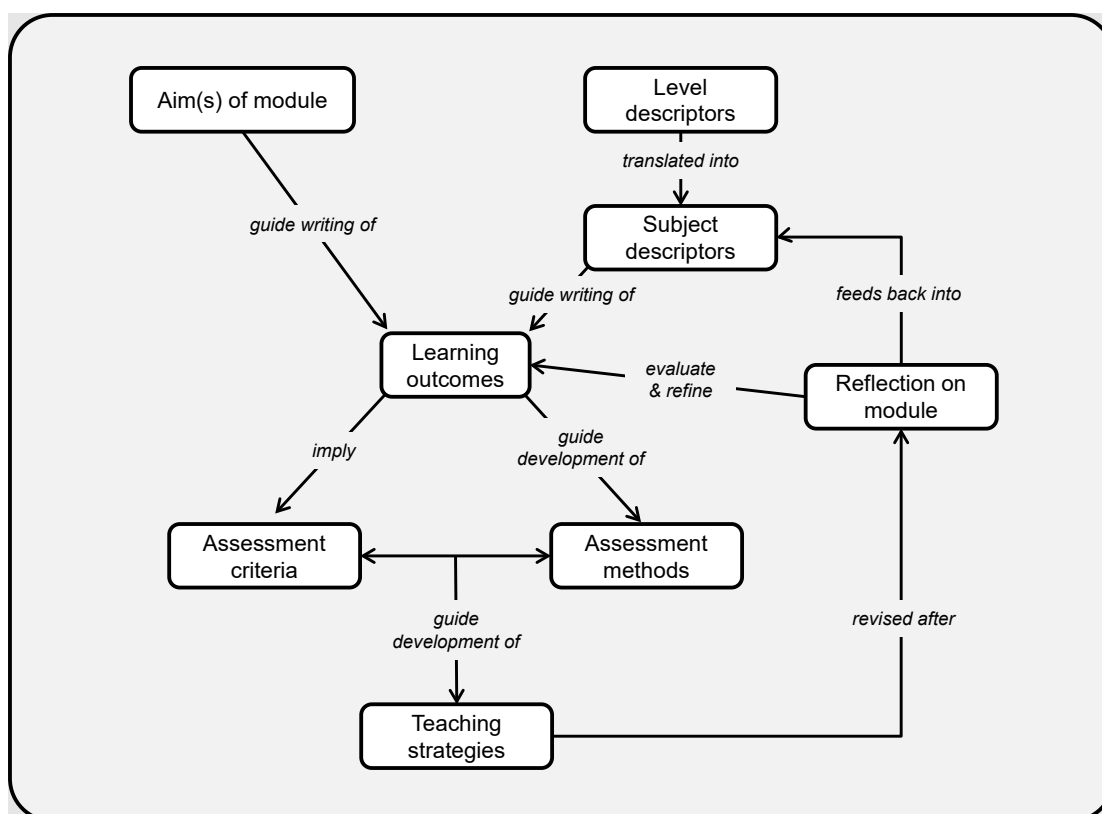 Aim(s) of module
Level
descriptors
translated into
guide writing of
Subject
descriptors
guide writing of
feeds back into
Learning
outcomes
evaluate
& refine
Reflection on
module
imply
guide
development of
Assessment
criteria
Assessment
methods
guide
development of
revised after
Teaching
strategies